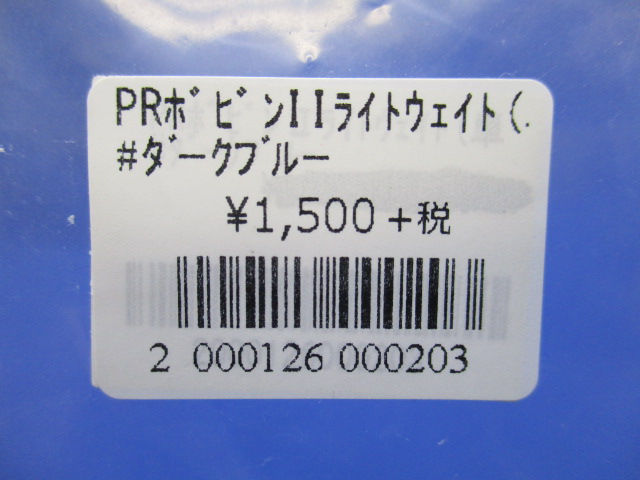 PRﾎﾞﾋﾞﾝIIﾗｲﾄｳｪｲﾄ (.
#ﾀﾞｰｸﾌﾞﾙｰ
¥1,500 +税
2 000126 000203